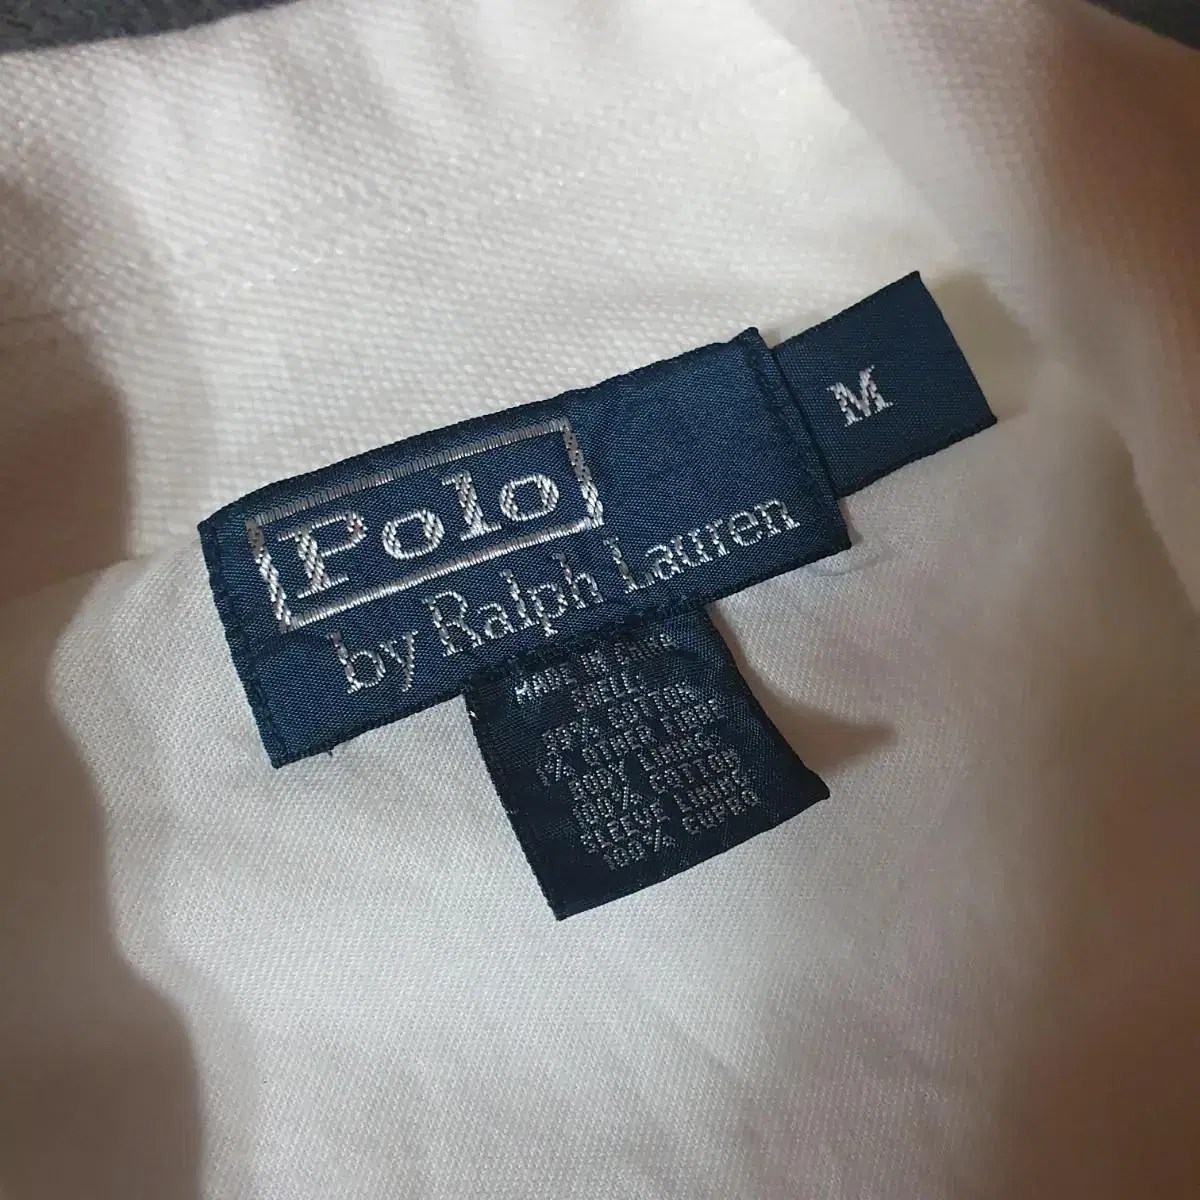 Polo
by Ralph Lauren
M
MADE IN
SHELL:
99% COTTON
1% OTHER FIBER
BODY LINING:
100% COTTON
SLEEVE LINING
100% CUPRO